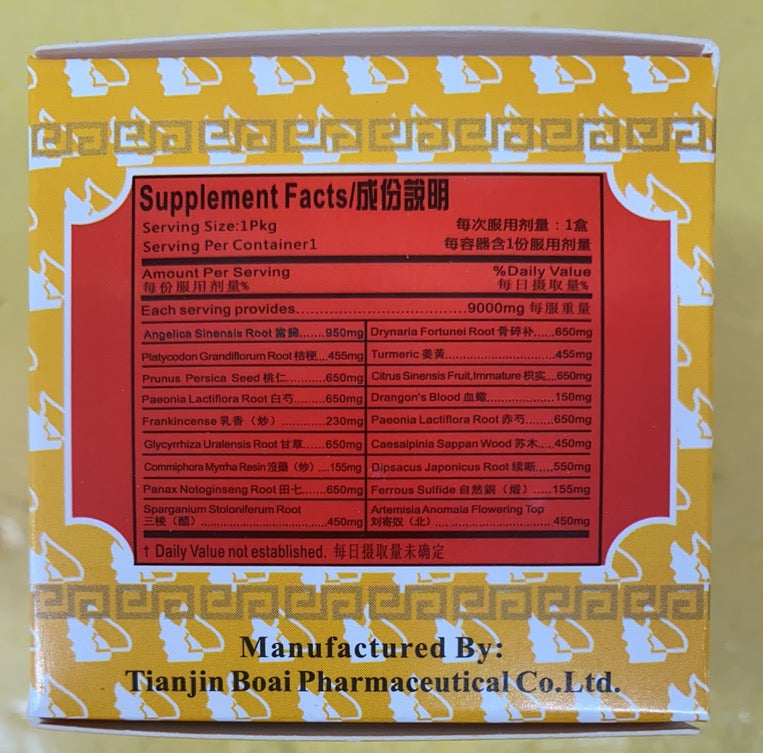 Supplement Facts/成份說明
Serving Size:1Pkg 每次服用剂量：1盒
Serving Per Container1 每容器含1份服用剂量
Amount Per Serving %Daily Value
每份服用剂量% 每日摄取量%
Each serving provides.................................9000mg 每服重量
Angelica Sinensis Root 當歸.......950mg Drynaria Fortunei Root 骨碎补......650mg
Platycodon Grandiflorum Root 桔梗...455mg Turmeric 姜黃............................455mg
Prunus Persica Seed 桃仁...........650mg Citrus Sinensis Fruit,Immature 枳实...650mg
Paeonia Lactiflora Root 白芍.......650mg Drangon's Blood 血蠍..................150mg
Frankincense 乳香（炒）............230mg Paeonia Lactiflora Root 赤芍........650mg
Glycyrrhiza Uralensis Root 甘草.....650mg Caesalpinia Sappan Wood 苏木....450mg
Commiphora Myrrha Resin 沒藥（炒）...155mg Dipsacus Japonicus Root 续断.....550mg
Panax Notoginseng Root 田七......650mg Ferrous Sulfide 自然銅（煅）.....155mg
Sparganium Stoloniferum Root Artemisia Anomala Flowering Top
三棱（醋）.................................450mg 刘寄奴（北）..............................450mg
† Daily Value not established. 每日摄取量未确定
Manufactured By:
Tianjin Boai Pharmaceutical Co.Ltd.